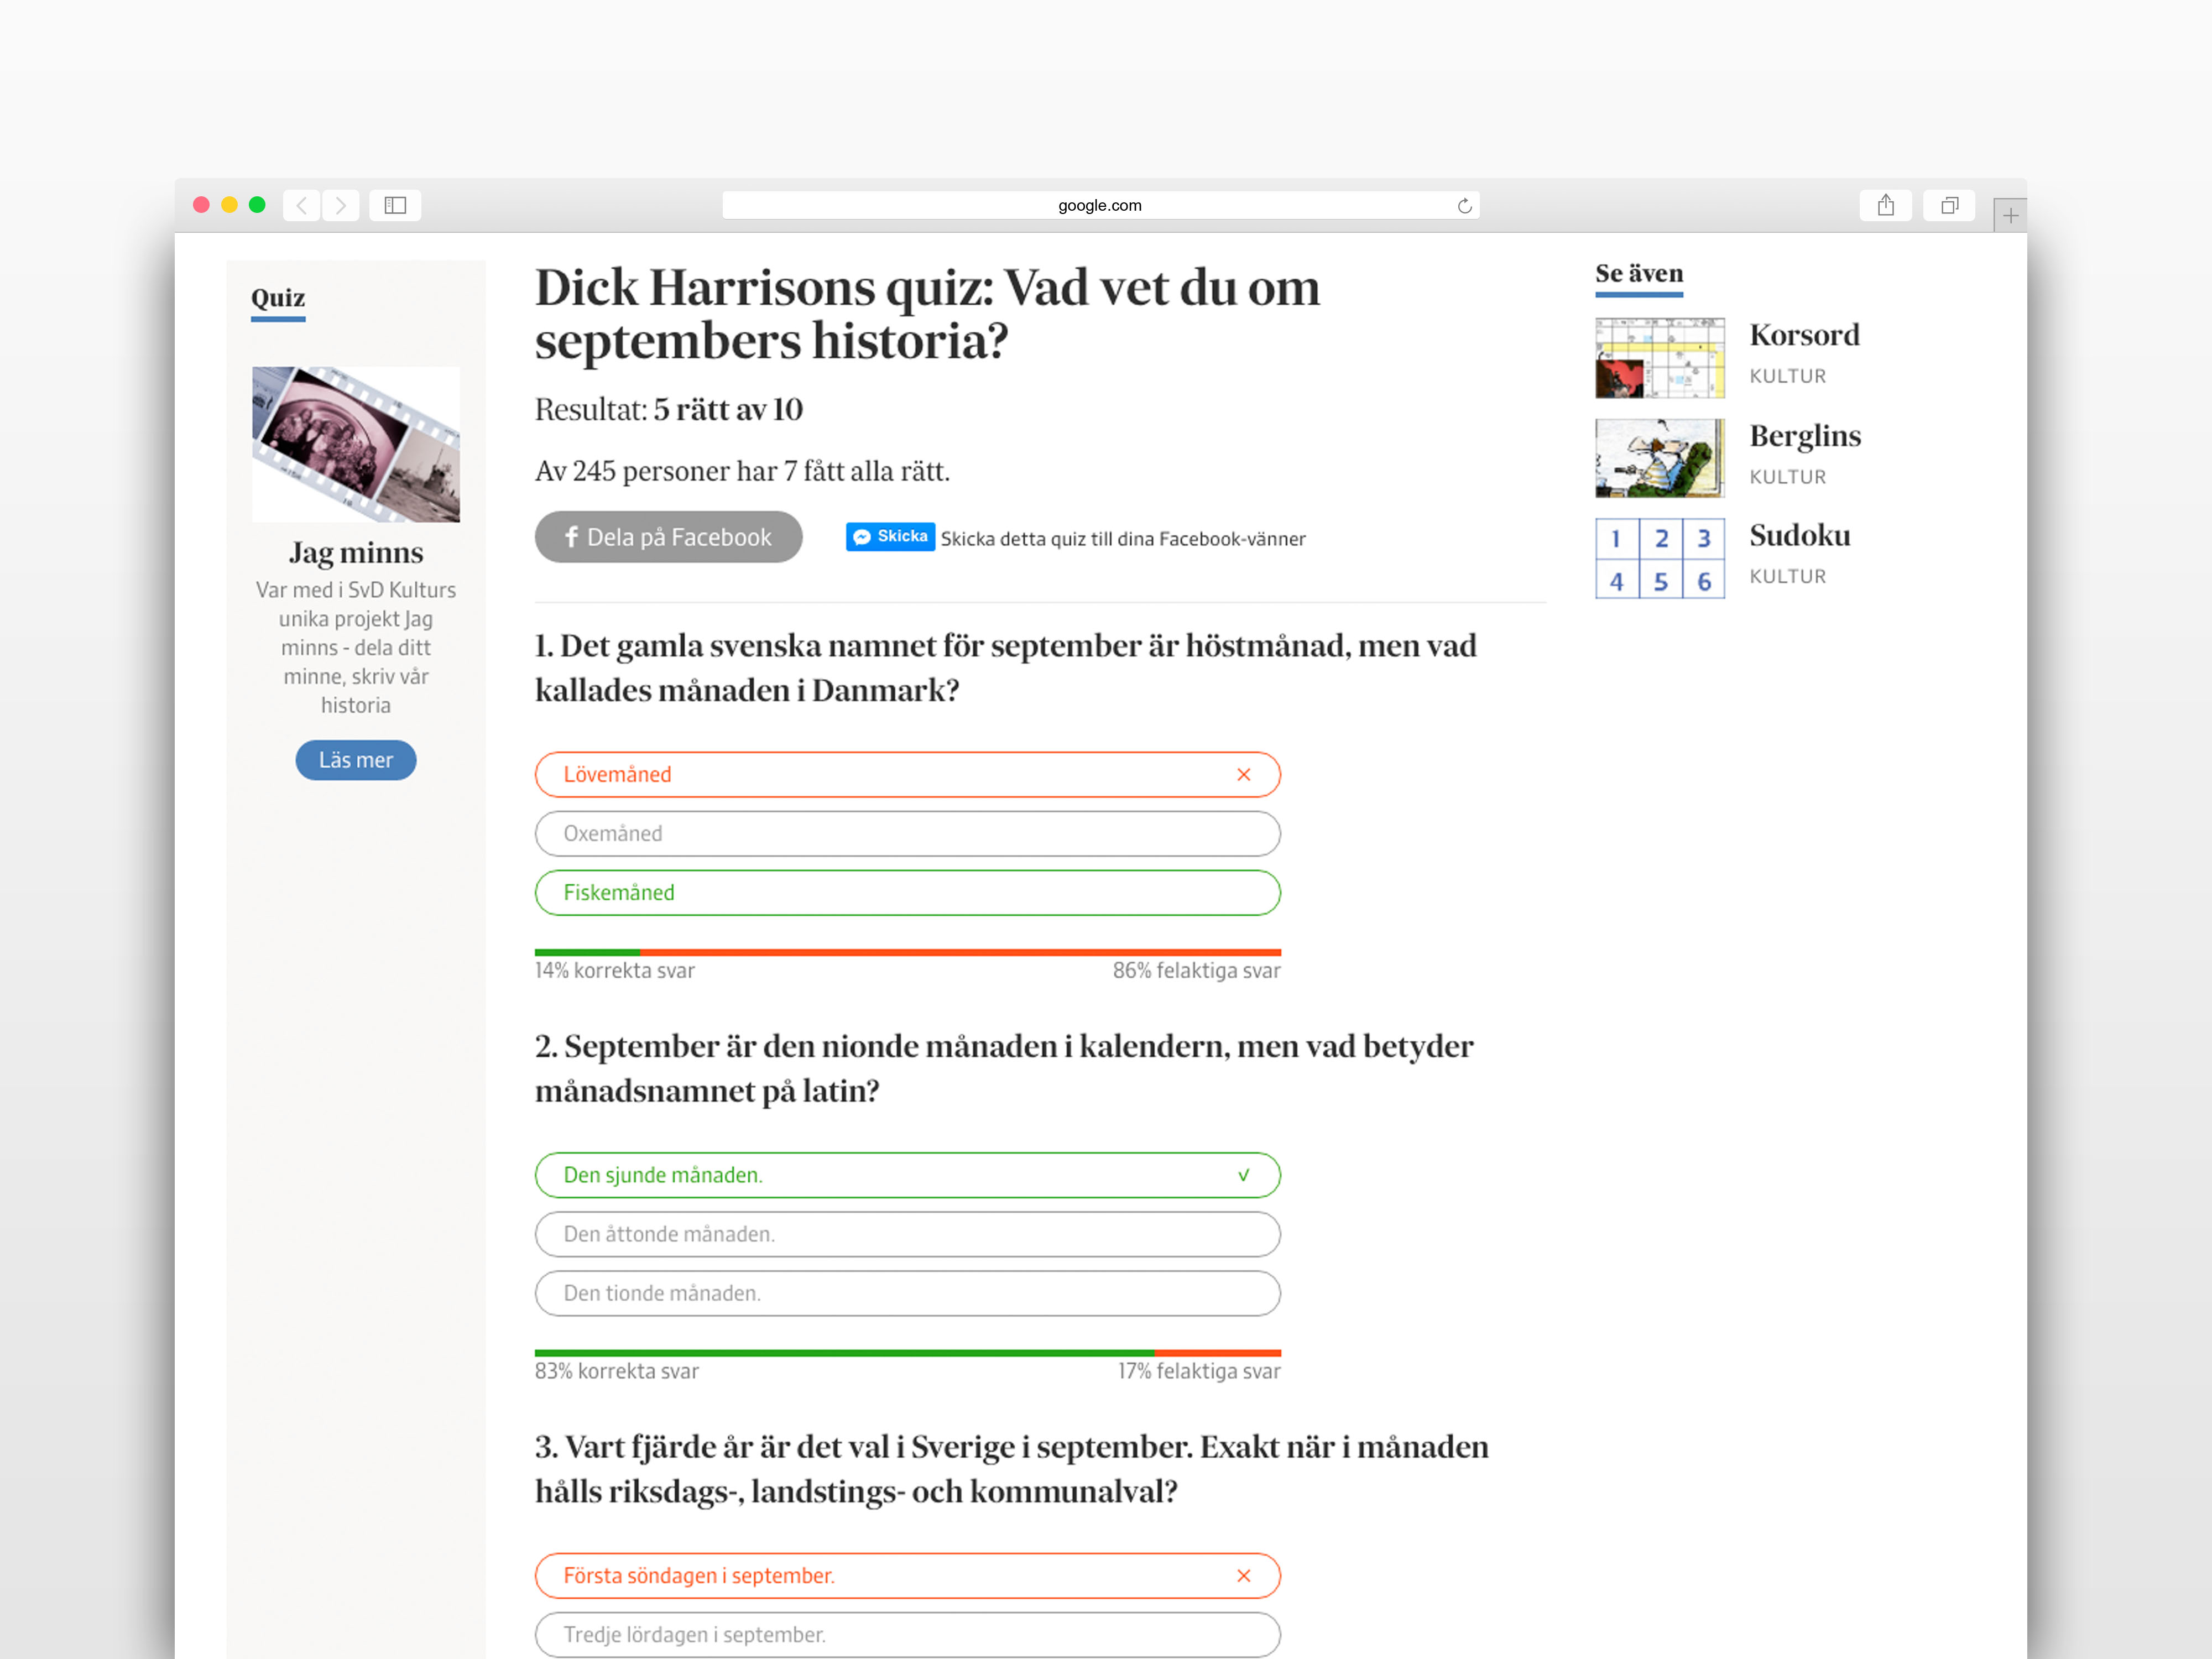 google.com
Quiz
Jag minns
Var med i SvD Kulturs
unika projekt Jag
minns - dela ditt
minne, skriv vår
historia
Läs mer
Dick Harrisons quiz: Vad vet du om
septembers historia?
Resultat: 5 rätt av 10
Av 245 personer har 7 fått alla rätt.
f Dela på Facebook
Skicka Skicka detta quiz till dina Facebook-vänner
1. Det gamla svenska namnet för september är höstmånad, men vad
kallades månaden i Danmark?
Lövemåned
Oxemåned
Fiskemåned
14% korrekta svar 86% felaktiga svar
2. September är den nionde månaden i kalendern, men vad betyder
månadsnamnet på latin?
Den sjunde månaden.
Den åttonde månaden.
Den tionde månaden.
83% korrekta svar 17% felaktiga svar
3. Vart fjärde år är det val i Sverige i september. Exakt när i månaden
hålls riksdags-, landstings- och kommunalval?
Första söndagen i september.
Tredje lördagen i september.
Se även
Korsord
KULTUR
Berglins
KULTUR
1 2 3
4 5 6
Sudoku
KULTUR